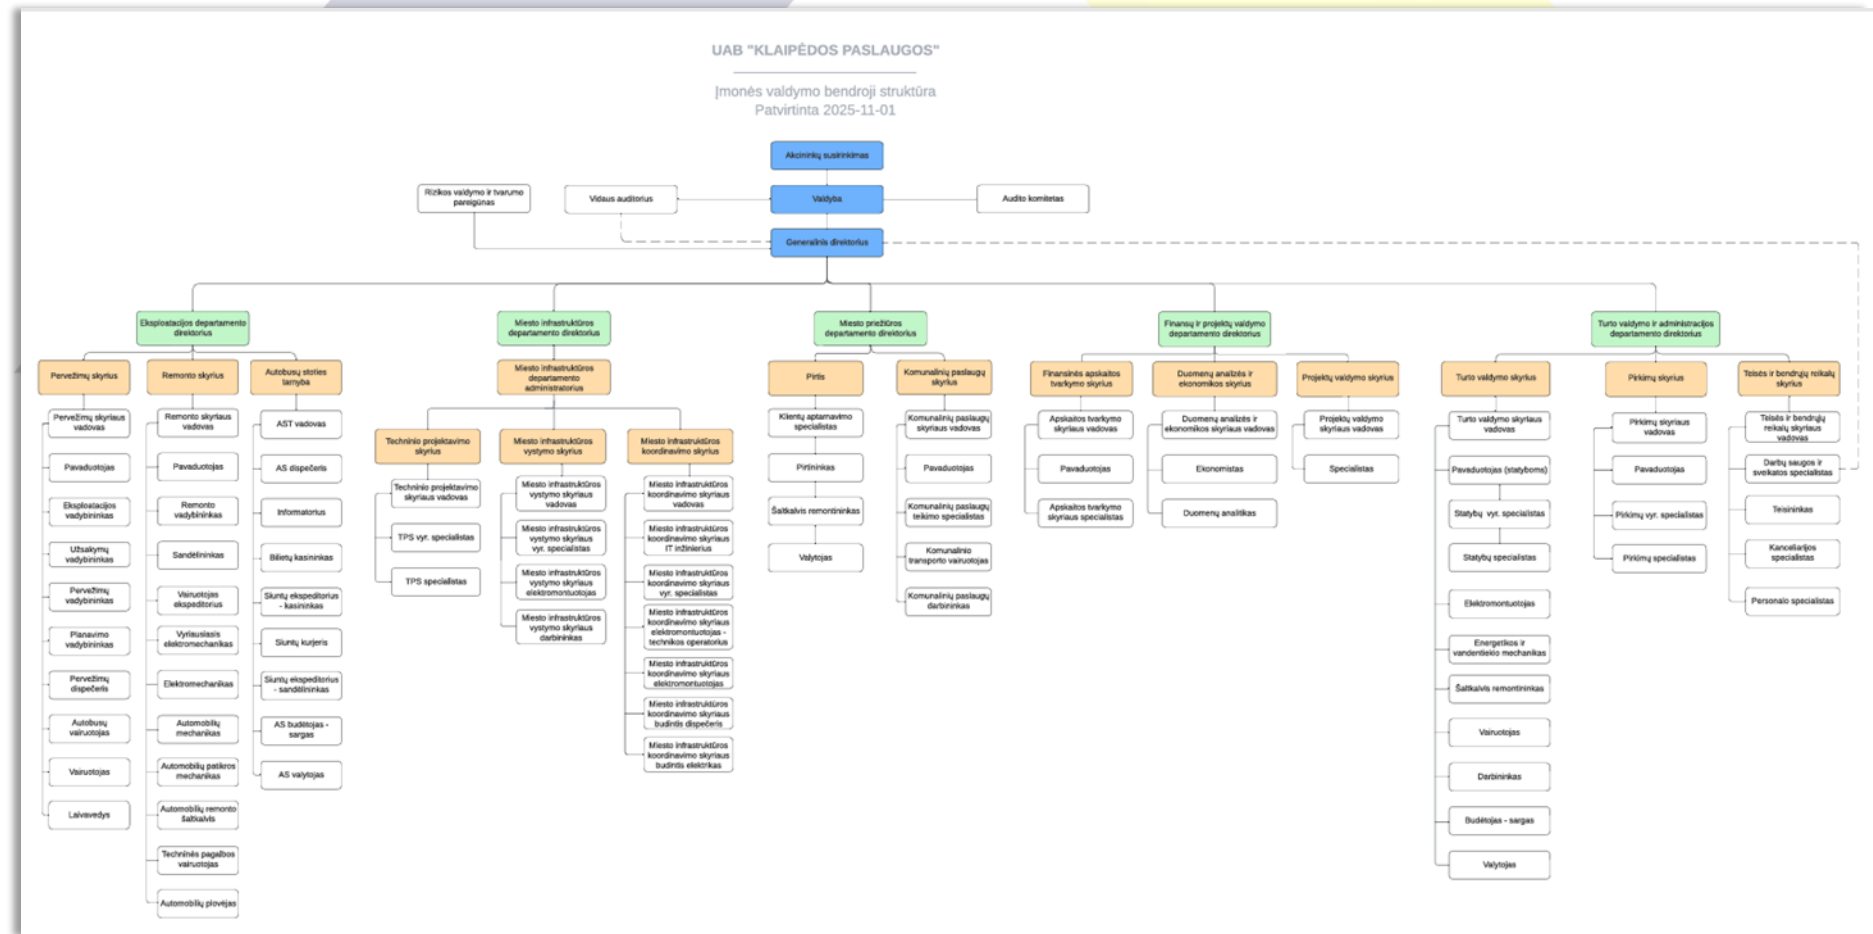 UAB "KLAIPĖDOS PASLAUGOS"
Įmonės valdymo bendroji struktūra
Patvirtinta 2025-11-01
Akcininkų susirinkimas
Rizikos valdymo ir tvarumo
pareigūnas
Vidaus auditorius
Valdyba
Audito komitetas
Generalinis direktorius
Eksploatacijos departamento
direktorius
Pervežimų skyrius
Pervežimų skyriaus
vadovas
Pavaduotojas
Eksploatacijos
vadybininkas
Užsakymų
vadybininkas
Pervežimų
vadybininkas
Planavimo
vadybininkas
Pervežimų
dispečeris
Autobusų
vairuotojas
Vairuotojas
Laivavedys
Remonto skyrius
Remonto skyriaus
vadovas
Pavaduotojas
Remonto
vadybininkas
Sandėlininkas
Vairuotojas
ekspeditorius
Vyriausiasis
elektromechanikas
Elektromechanikas
Automobilių
mechanikas
Automobilių patikros
mechanikas
Automobilių remonto
šaltkalvis
Techninės pagalbos
vairuotojas
Automobilių plovėjas
Autobusų stoties
tarnyba
AST vadovas
AS dispečeris
Informatorius
Bilietų kasininkas
Siuntų ekspeditorius
- kasininkas
Siuntų kurjeris
Siuntų ekspeditorius
- sandėlininkas
AS budėtojas -
sargas
AS valytojas
Miesto infrastruktūros
departamento direktorius
Miesto infrastruktūros
departamento
administratorius
Techninio projektavimo
skyrius
Techninio projektavimo
skyriaus vadovas
TPS vyr. specialistas
TPS specialistas
Miesto infrastruktūros
vystymo skyrius
Miesto infrastruktūros
vystymo skyriaus
vadovas
Miesto infrastruktūros
vystymo skyriaus
vyr. specialistas
Miesto infrastruktūros
vystymo skyriaus
elektromontuotojas
Miesto infrastruktūros
vystymo skyriaus
darbininkas
Miesto infrastruktūros
koordinavimo skyrius
Miesto infrastruktūros
koordinavimo skyriaus
vadovas
Miesto infrastruktūros
koordinavimo skyriaus
IT inžinierius
Miesto infrastruktūros
koordinavimo skyriaus
vyr. specialistas
Miesto infrastruktūros
koordinavimo skyriaus
elektromontuotojas -
technikos operatorius
Miesto infrastruktūros
koordinavimo skyriaus
elektromontuotojas
Miesto infrastruktūros
koordinavimo skyriaus
budintis dispečeris
Miesto infrastruktūros
koordinavimo skyriaus
budintis elektrikas
Miesto priežiūros
departamento direktorius
Pirtis
Klientų aptarnavimo
specialistas
Pirtininkas
Šaltkalvis remontininkas
Valytojas
Komunalinių paslaugų
skyrius
Komunalinių paslaugų
skyriaus vadovas
Pavaduotojas
Komunalinių paslaugų
teikimo specialistas
Komunalinio
transporto vairuotojas
Komunalinių paslaugų
darbininkas
Finansų ir projektų valdymo
departamento direktorius
Finansinės apskaitos
tvarkymo skyrius
Apskaitos tvarkymo
skyriaus vadovas
Pavaduotojas
Apskaitos tvarkymo
skyriaus specialistas
Duomenų analizės ir
ekonomikos skyrius
Duomenų analizės ir
ekonomikos skyriaus vadovas
Ekonomistas
Duomenų analitikas
Projektų valdymo skyrius
Projektų valdymo
skyriaus vadovas
Specialistas
Turto valdymo ir administracijos
departamento direktorius
Turto valdymo skyrius
Turto valdymo skyriaus
vadovas
Pavaduotojas (statyboms)
Statybų vyr. specialistas
Statybų specialistas
Elektromontuotojas
Energetikos ir
vandentiekio mechanikas
Šaltkalvis remontininkas
Vairuotojas
Darbininkas
Budėtojas - sargas
Valytojas
Pirkimų skyrius
Pirkimų skyriaus
vadovas
Pavaduotojas
Pirkimų vyr. specialistas
Pirkimų specialistas
Teisės ir bendrųjų reikalų
skyrius
Teisės ir bendrųjų
reikalų skyriaus
vadovas
Darbų saugos ir
sveikatos specialistas
Teisininkas
Kanceliarijos
specialistas
Personalo specialistas